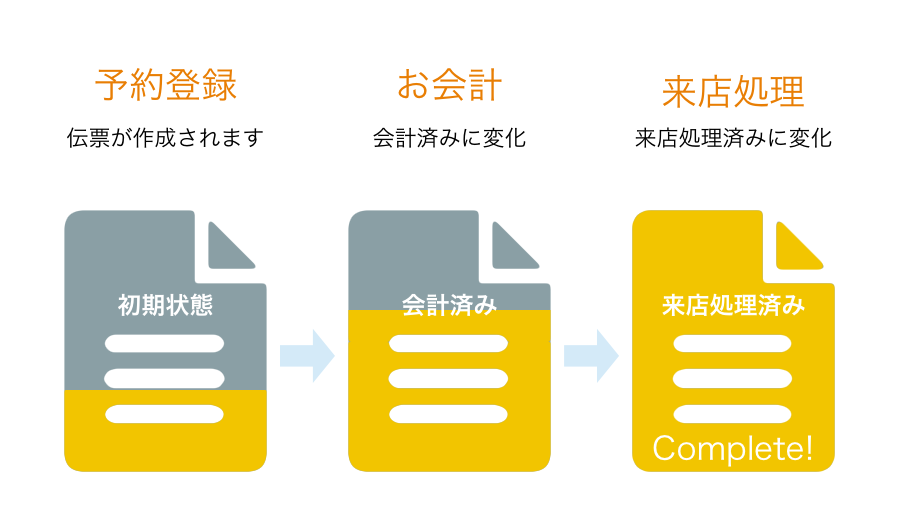 予約登録
伝票が作成されます
お会計
会計済みに変化
来店処理
来店処理済みに変化
初期状態
会計済み
来店処理済み
Complete!